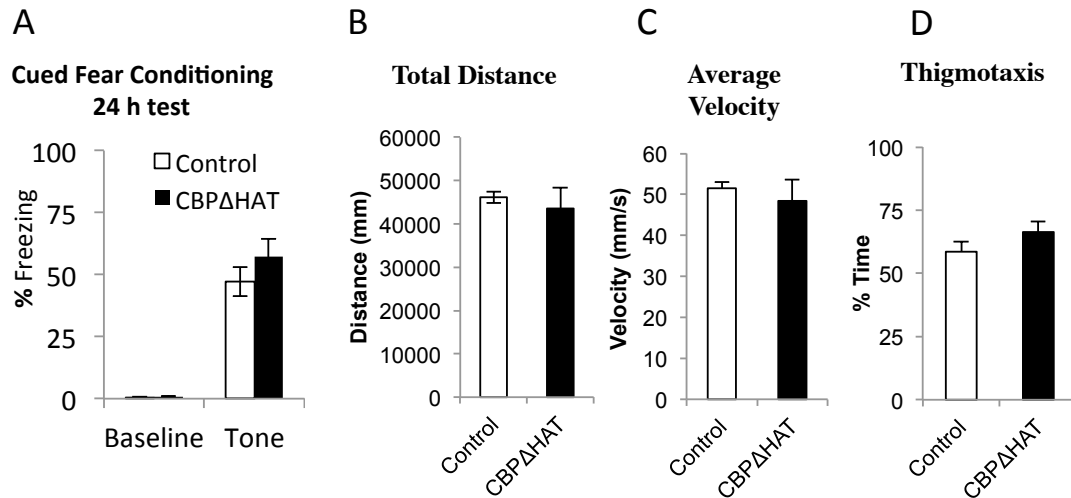 A
Cued Fear Conditioning
24 h test
% Freezing
100
75
50
25
0
Control
CBPΔHAT
Baseline Tone
B
Total Distance
Distance (mm)
60000
50000
40000
30000
20000
10000
0
Control
CBPΔHAT
C
Average
Velocity
Velocity (mm/s)
60
50
40
30
20
10
0
Control
CBPΔHAT
D
Thigmotaxis
% Time
100
75
50
25
0
Control
CBPΔHAT